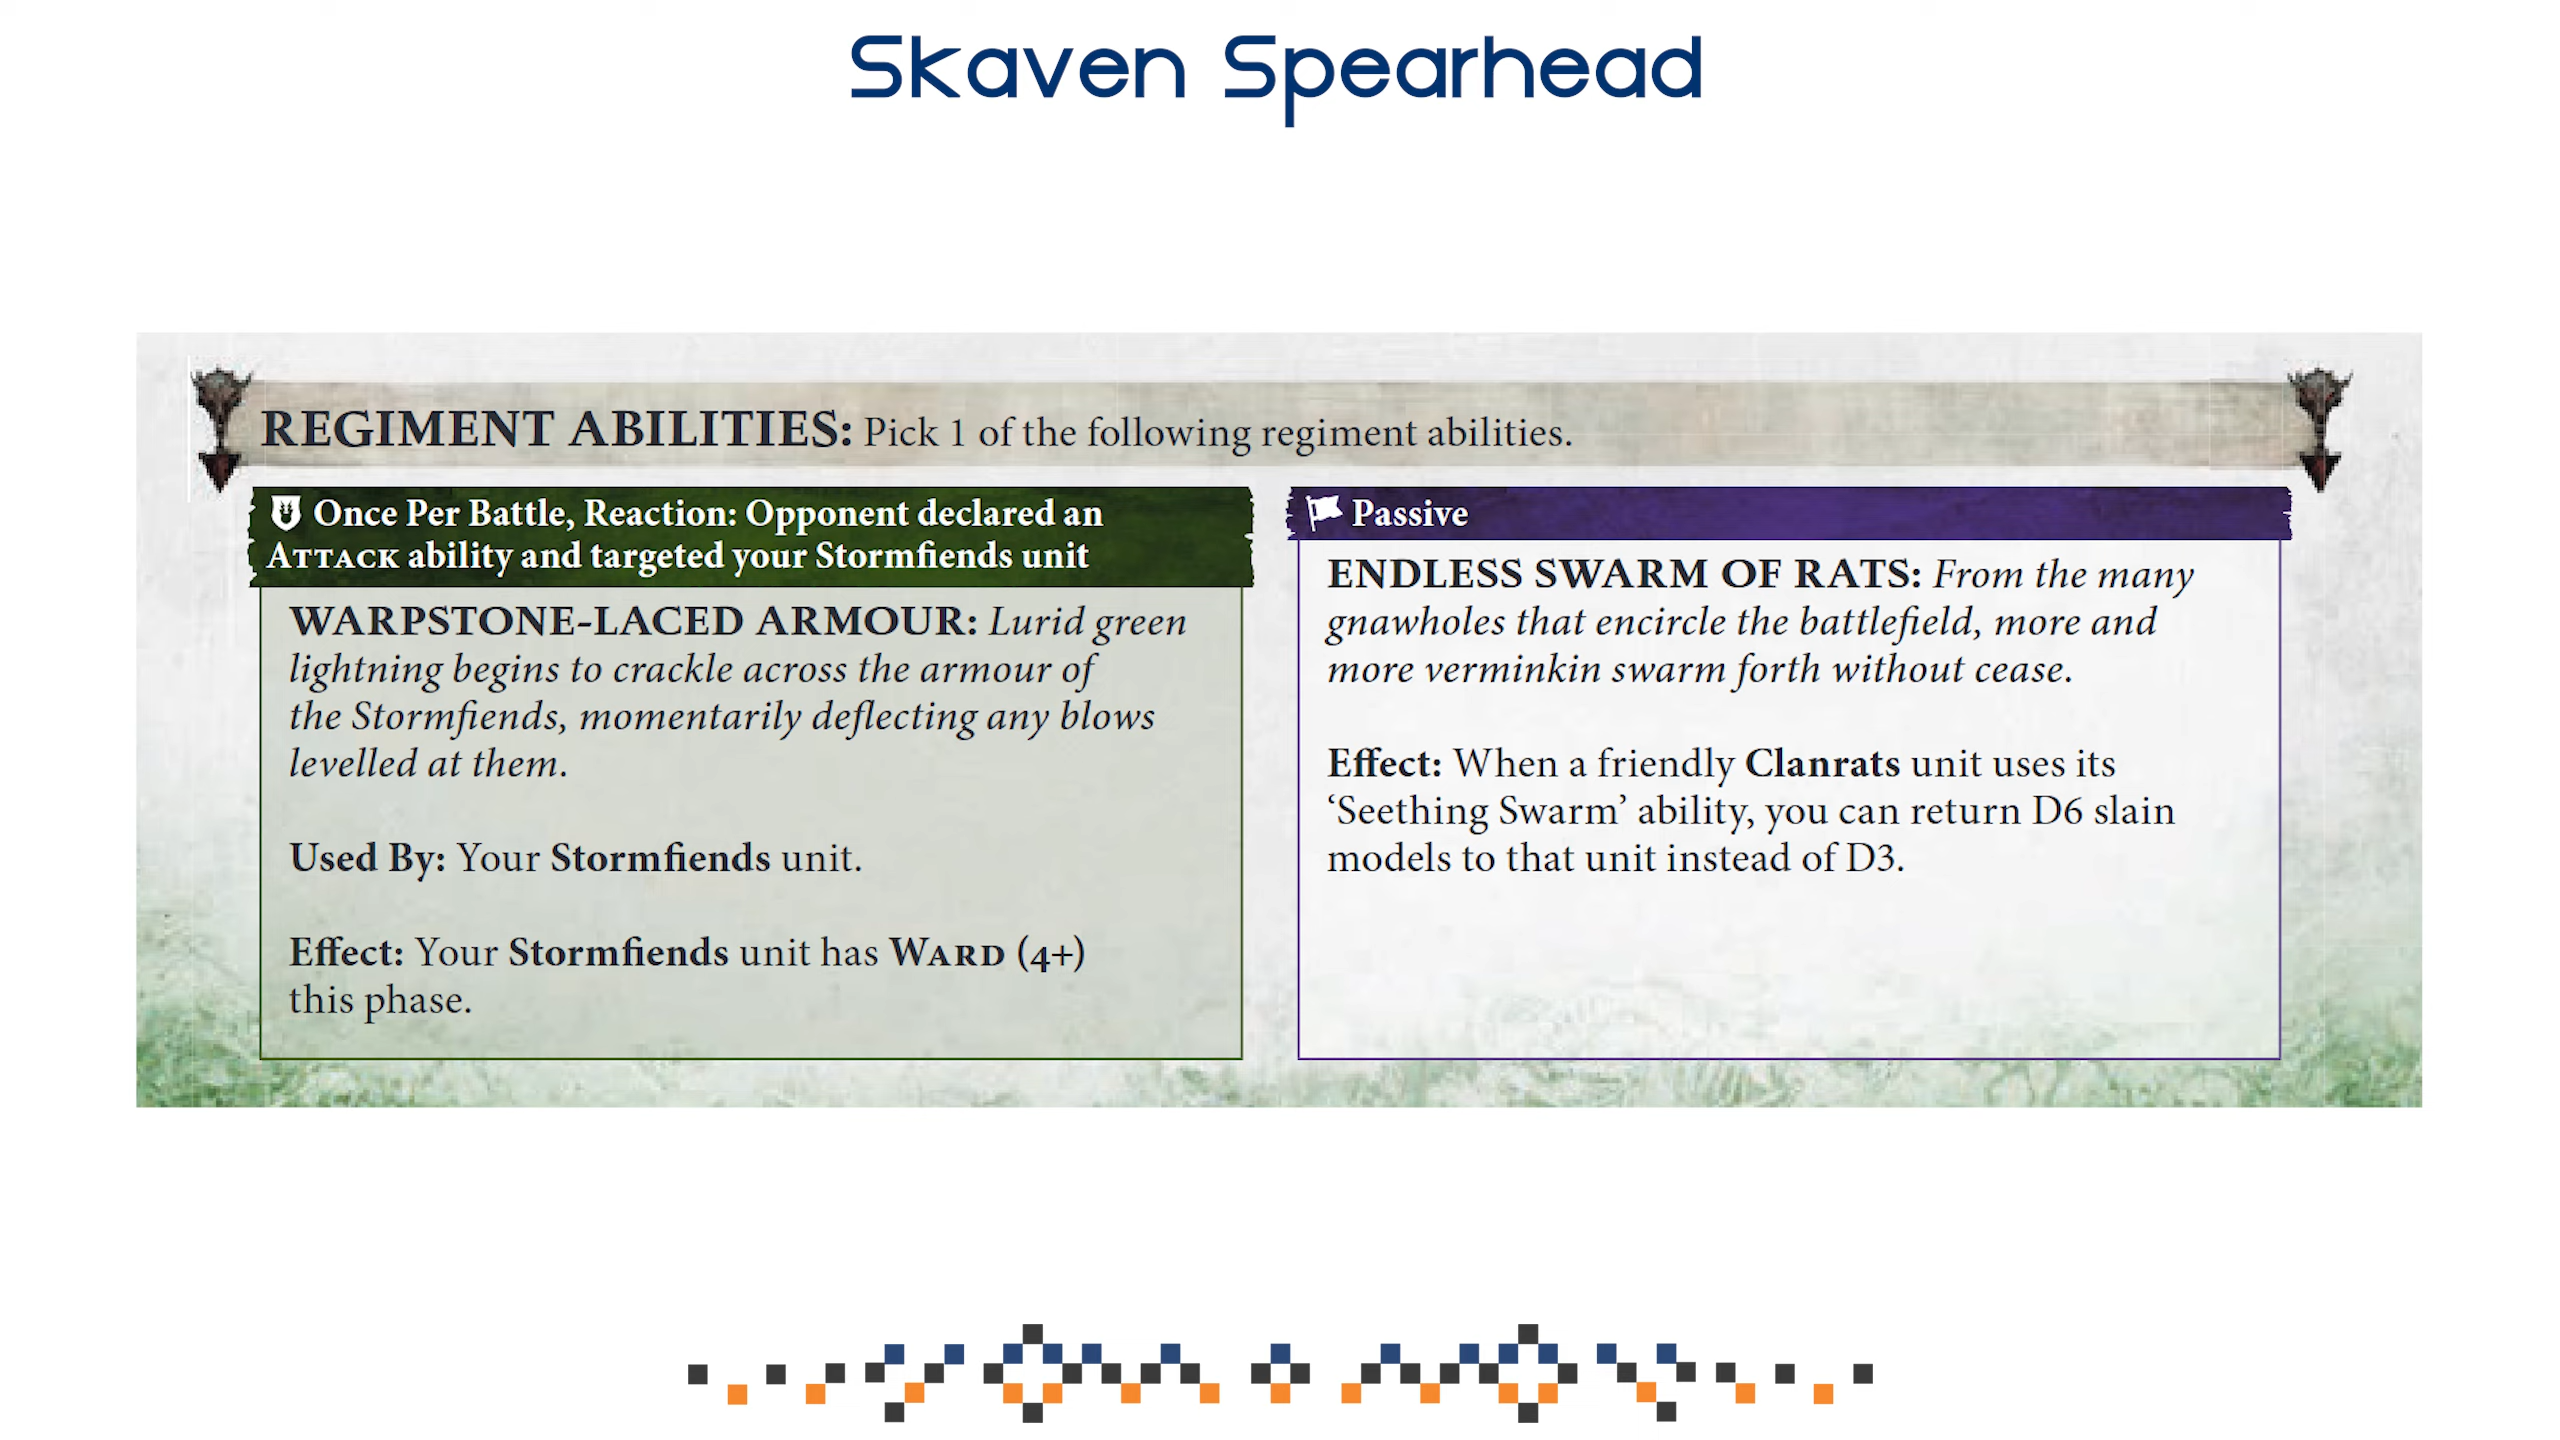 Skaven Spearhead
REGIMENT ABILITIES: Pick 1 of the following regiment abilities.
Once Per Battle, Reaction: Opponent declared an
ATTACK ability and targeted your Stormfiends unit
WARPSTONE-LACED ARMOUR: Lurid green
lightning begins to crackle across the armour of
the Stormfiends, momentarily deflecting any blows
levelled at them.
Used By: Your Stormfiends unit.
Effect: Your Stormfiends unit has WARD (4+)
this phase.
Passive
ENDLESS SWARM OF RATS: From the many
gnawholes that encircle the battlefield, more and
more verminkin swarm forth without cease.
Effect: When a friendly Clanrats unit uses its
‘Seething Swarm’ ability, you can return D6 slain
models to that unit instead of D3.